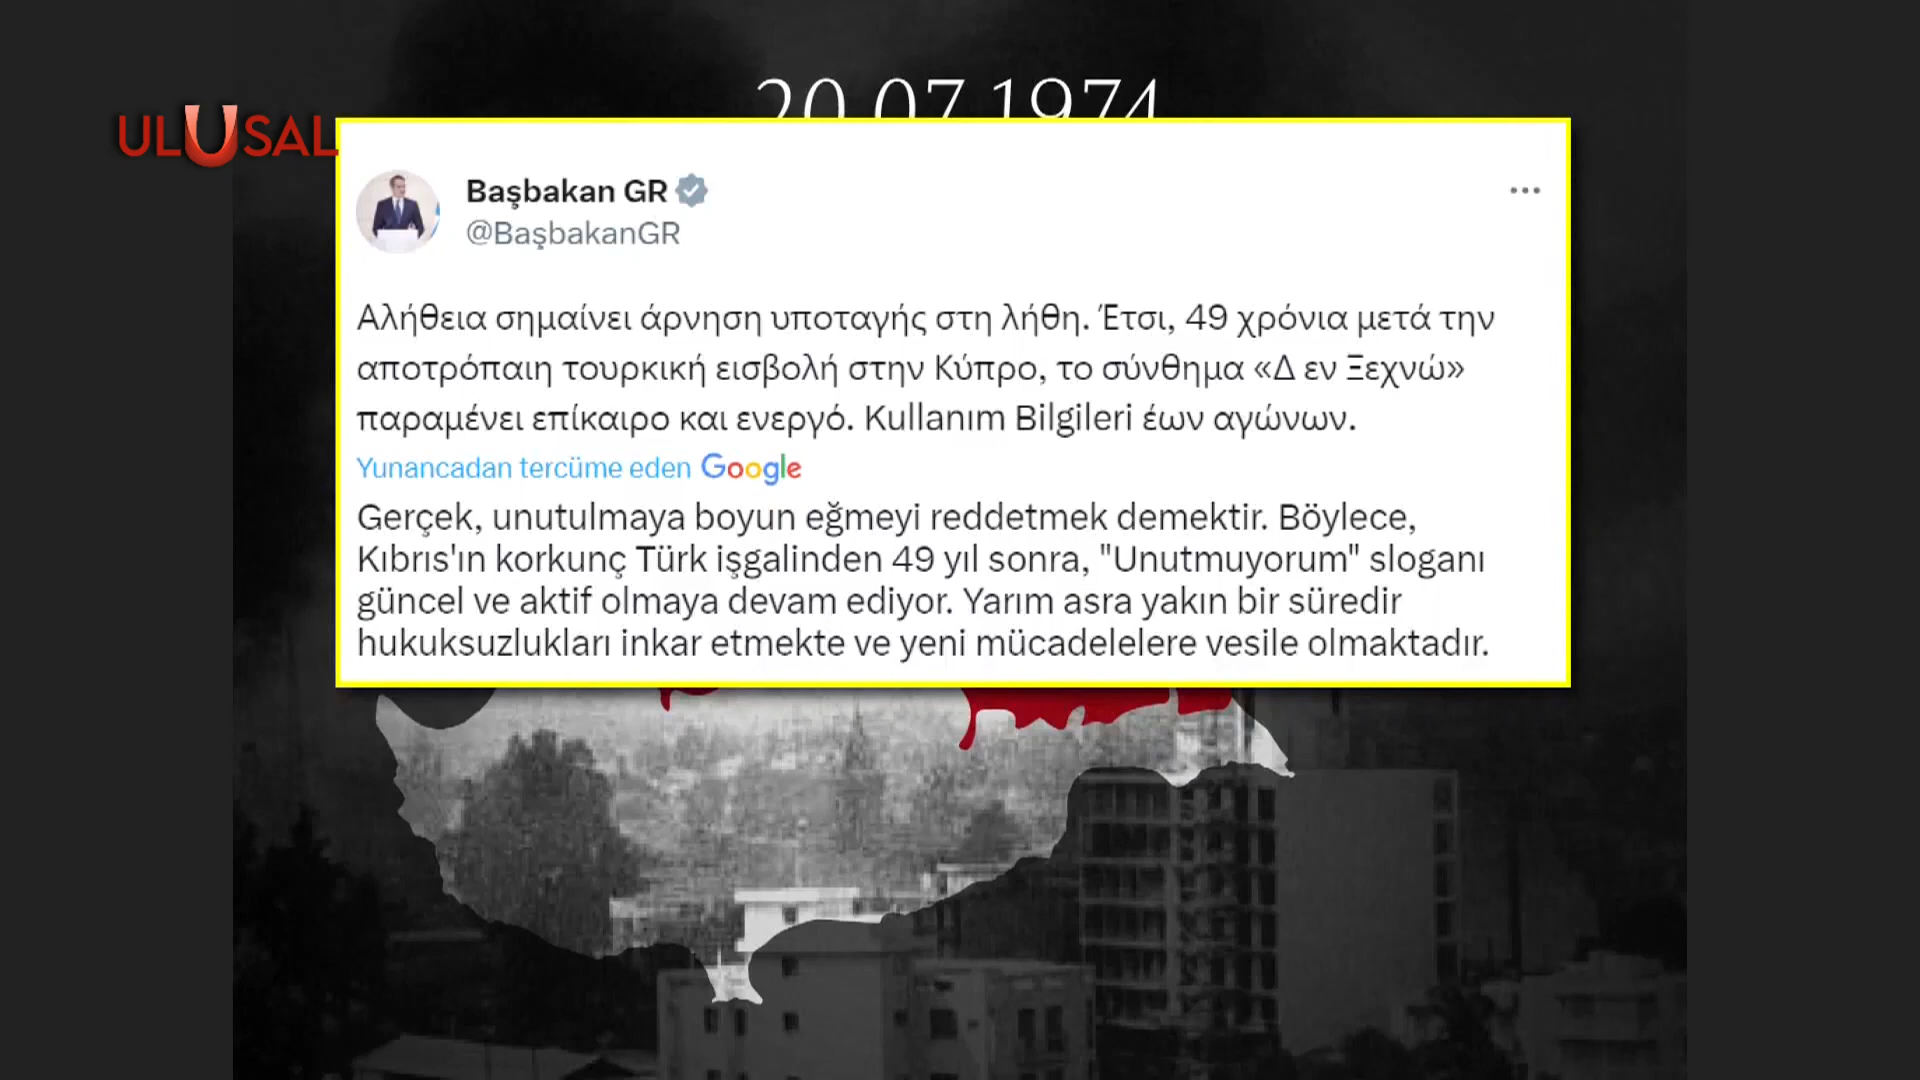 20.07.1974
ULUSAL
Başbakan GR
@BaşbakanGR
Αλήθεια σημαίνει άρνηση υποταγής στη λήθη. Έτσι, 49 χρόνια μετά την
αποτρόπαιη τουρκική εισβολή στην Κύπρο, το σύνθημα «Δ εν Ξεχνώ»
παραμένει επίκαιρο και ενεργό. Kullanım Bilgileri έων αγώνων.
Yunancadan tercüme eden Google
Gerçek, unutulmaya boyun eğmeyi reddetmek demektir. Böylece,
Kıbrıs'ın korkunç Türk işgalinden 49 yıl sonra, "Unutmuyorum" sloganı
güncel ve aktif olmaya devam ediyor. Yarım asra yakın bir süredir
hukuksuzlukları inkar etmekte ve yeni mücadelelere vesile olmaktadır.